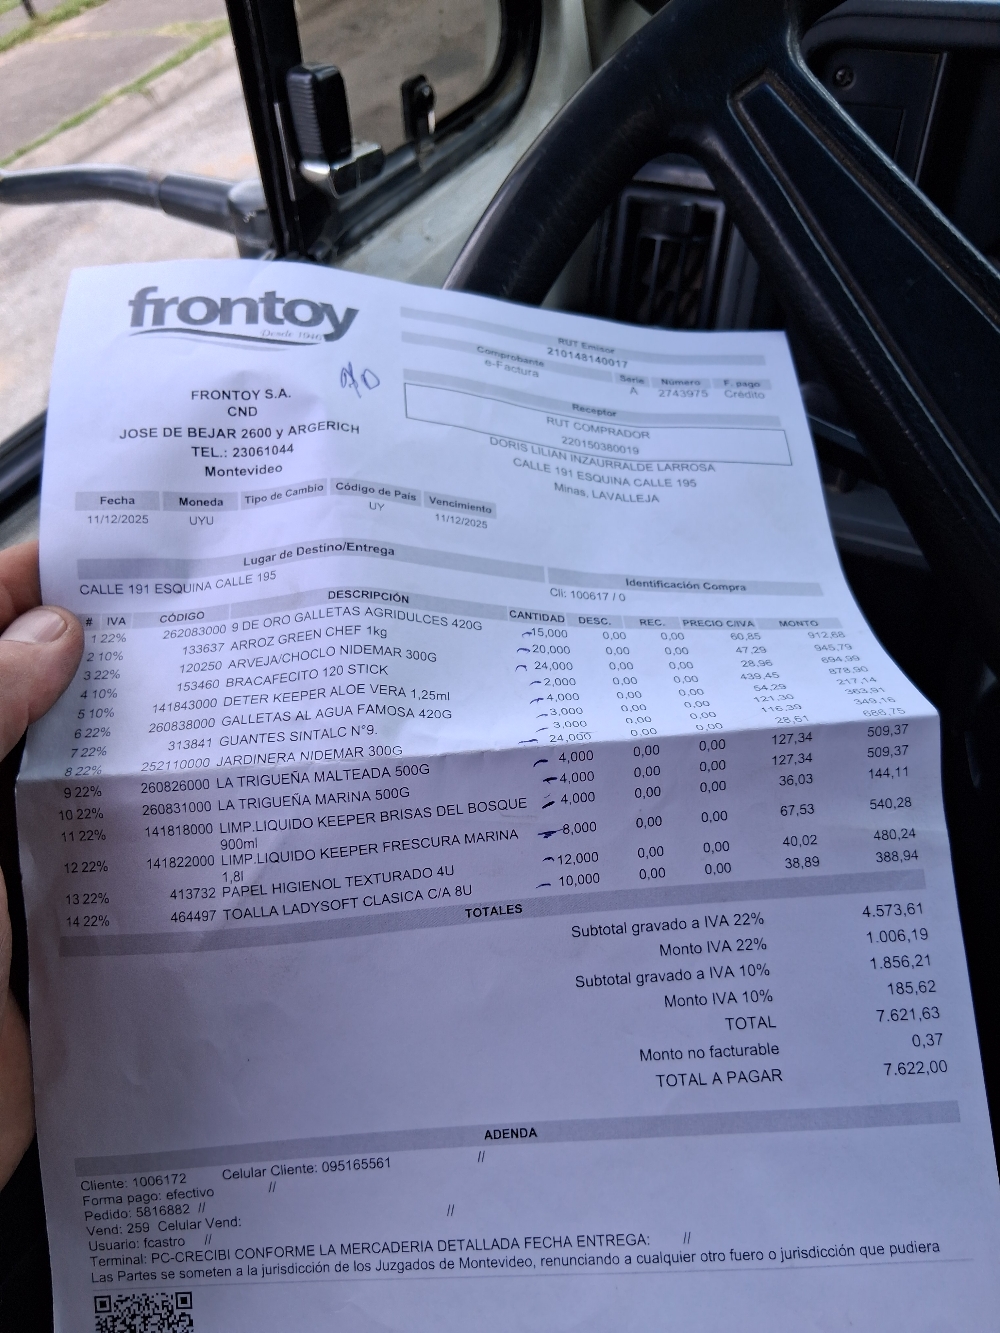 frontoy
Desde 1946
FRONTOY S.A.
CND
JOSE DE BEJAR 2600 y ARGERICH
TEL.: 23061044
Montevideo
RUT Emisor
210148140017
Comprobante Serie Número F. pago
e-Factura A 2743975 Crédito
Receptor
RUT COMPRADOR
220150380019
DORIS LILIAN INZAURRALDE LARROSA
CALLE 191 ESQUINA CALLE 195
Minas, LAVALLEJA
Fecha Moneda Tipo de Cambio Código de País Vencimiento
11/12/2025 UYU UY 11/12/2025
Lugar de Destino/Entrega Identificación Compra
CALLE 191 ESQUINA CALLE 195 Cli: 100617 / 0
# IVA CÓDIGO DESCRIPCIÓN CANTIDAD DESC. REC. PRECIO C/IVA MONTO
1 22% 262083000 9 DE ORO GALLETAS AGRIDULCES 420G 15,000 0,00 0,00 60,85 912,68
2 10% 133637 ARROZ GREEN CHEF 1kg 20,000 0,00 0,00 47,29 945,79
3 22% 120250 ARVEJA/CHOCLO NIDEMAR 300G 24,000 0,00 0,00 28,96 694,99
4 10% 153460 BRACAFECITO 120 STICK 2,000 0,00 0,00 439,45 878,90
5 10% 141843000 DETER KEEPER ALOE VERA 1,25ml 4,000 0,00 0,00 54,29 217,14
6 22% 260838000 GALLETAS AL AGUA FAMOSA 420G 3,000 0,00 0,00 121,30 363,91
7 22% 313841 GUANTES SINTALC Nº9. 3,000 0,00 0,00 116,39 349,16
8 22% 252110000 JARDINERA NIDEMAR 300G 24,000 0,00 0,00 28,61 686,75
9 22% 260826000 LA TRIGUEÑA MALTEADA 500G 4,000 0,00 0,00 127,34 509,37
10 22% 260831000 LA TRIGUEÑA MARINA 500G 4,000 0,00 0,00 127,34 509,37
11 22% 141818000 LIMP.LIQUIDO KEEPER BRISAS DEL BOSQUE 4,000 0,00 0,00 36,03 144,11
900ml
12 22% 141822000 LIMP.LIQUIDO KEEPER FRESCURA MARINA 8,000 0,00 0,00 67,53 540,28
1,8l
13 22% 413732 PAPEL HIGIENOL TEXTURADO 4U 12,000 0,00 0,00 40,02 480,24
14 22% 464497 TOALLA LADYSOFT CLASICA C/A 8U 10,000 0,00 0,00 38,89 388,94
TOTALES
Subtotal gravado a IVA 22% 4.573,61
Monto IVA 22% 1.006,19
Subtotal gravado a IVA 10% 1.856,21
Monto IVA 10% 185,62
TOTAL 7.621,63
Monto no facturable 0,37
TOTAL A PAGAR 7.622,00
ADENDA
Cliente: 1006172 Celular Cliente: 095165561 //
Forma pago: efectivo //
Pedido: 5816882 //
Vend: 259 Celular Vend: //
Usuario: fcastro //
Terminal: PC-CRECIBI CONFORME LA MERCADERIA DETALLADA FECHA ENTREGA: //
Las Partes se someten a la jurisdicción de los Juzgados de Montevideo, renunciando a cualquier otro fuero o jurisdicción que pudiera